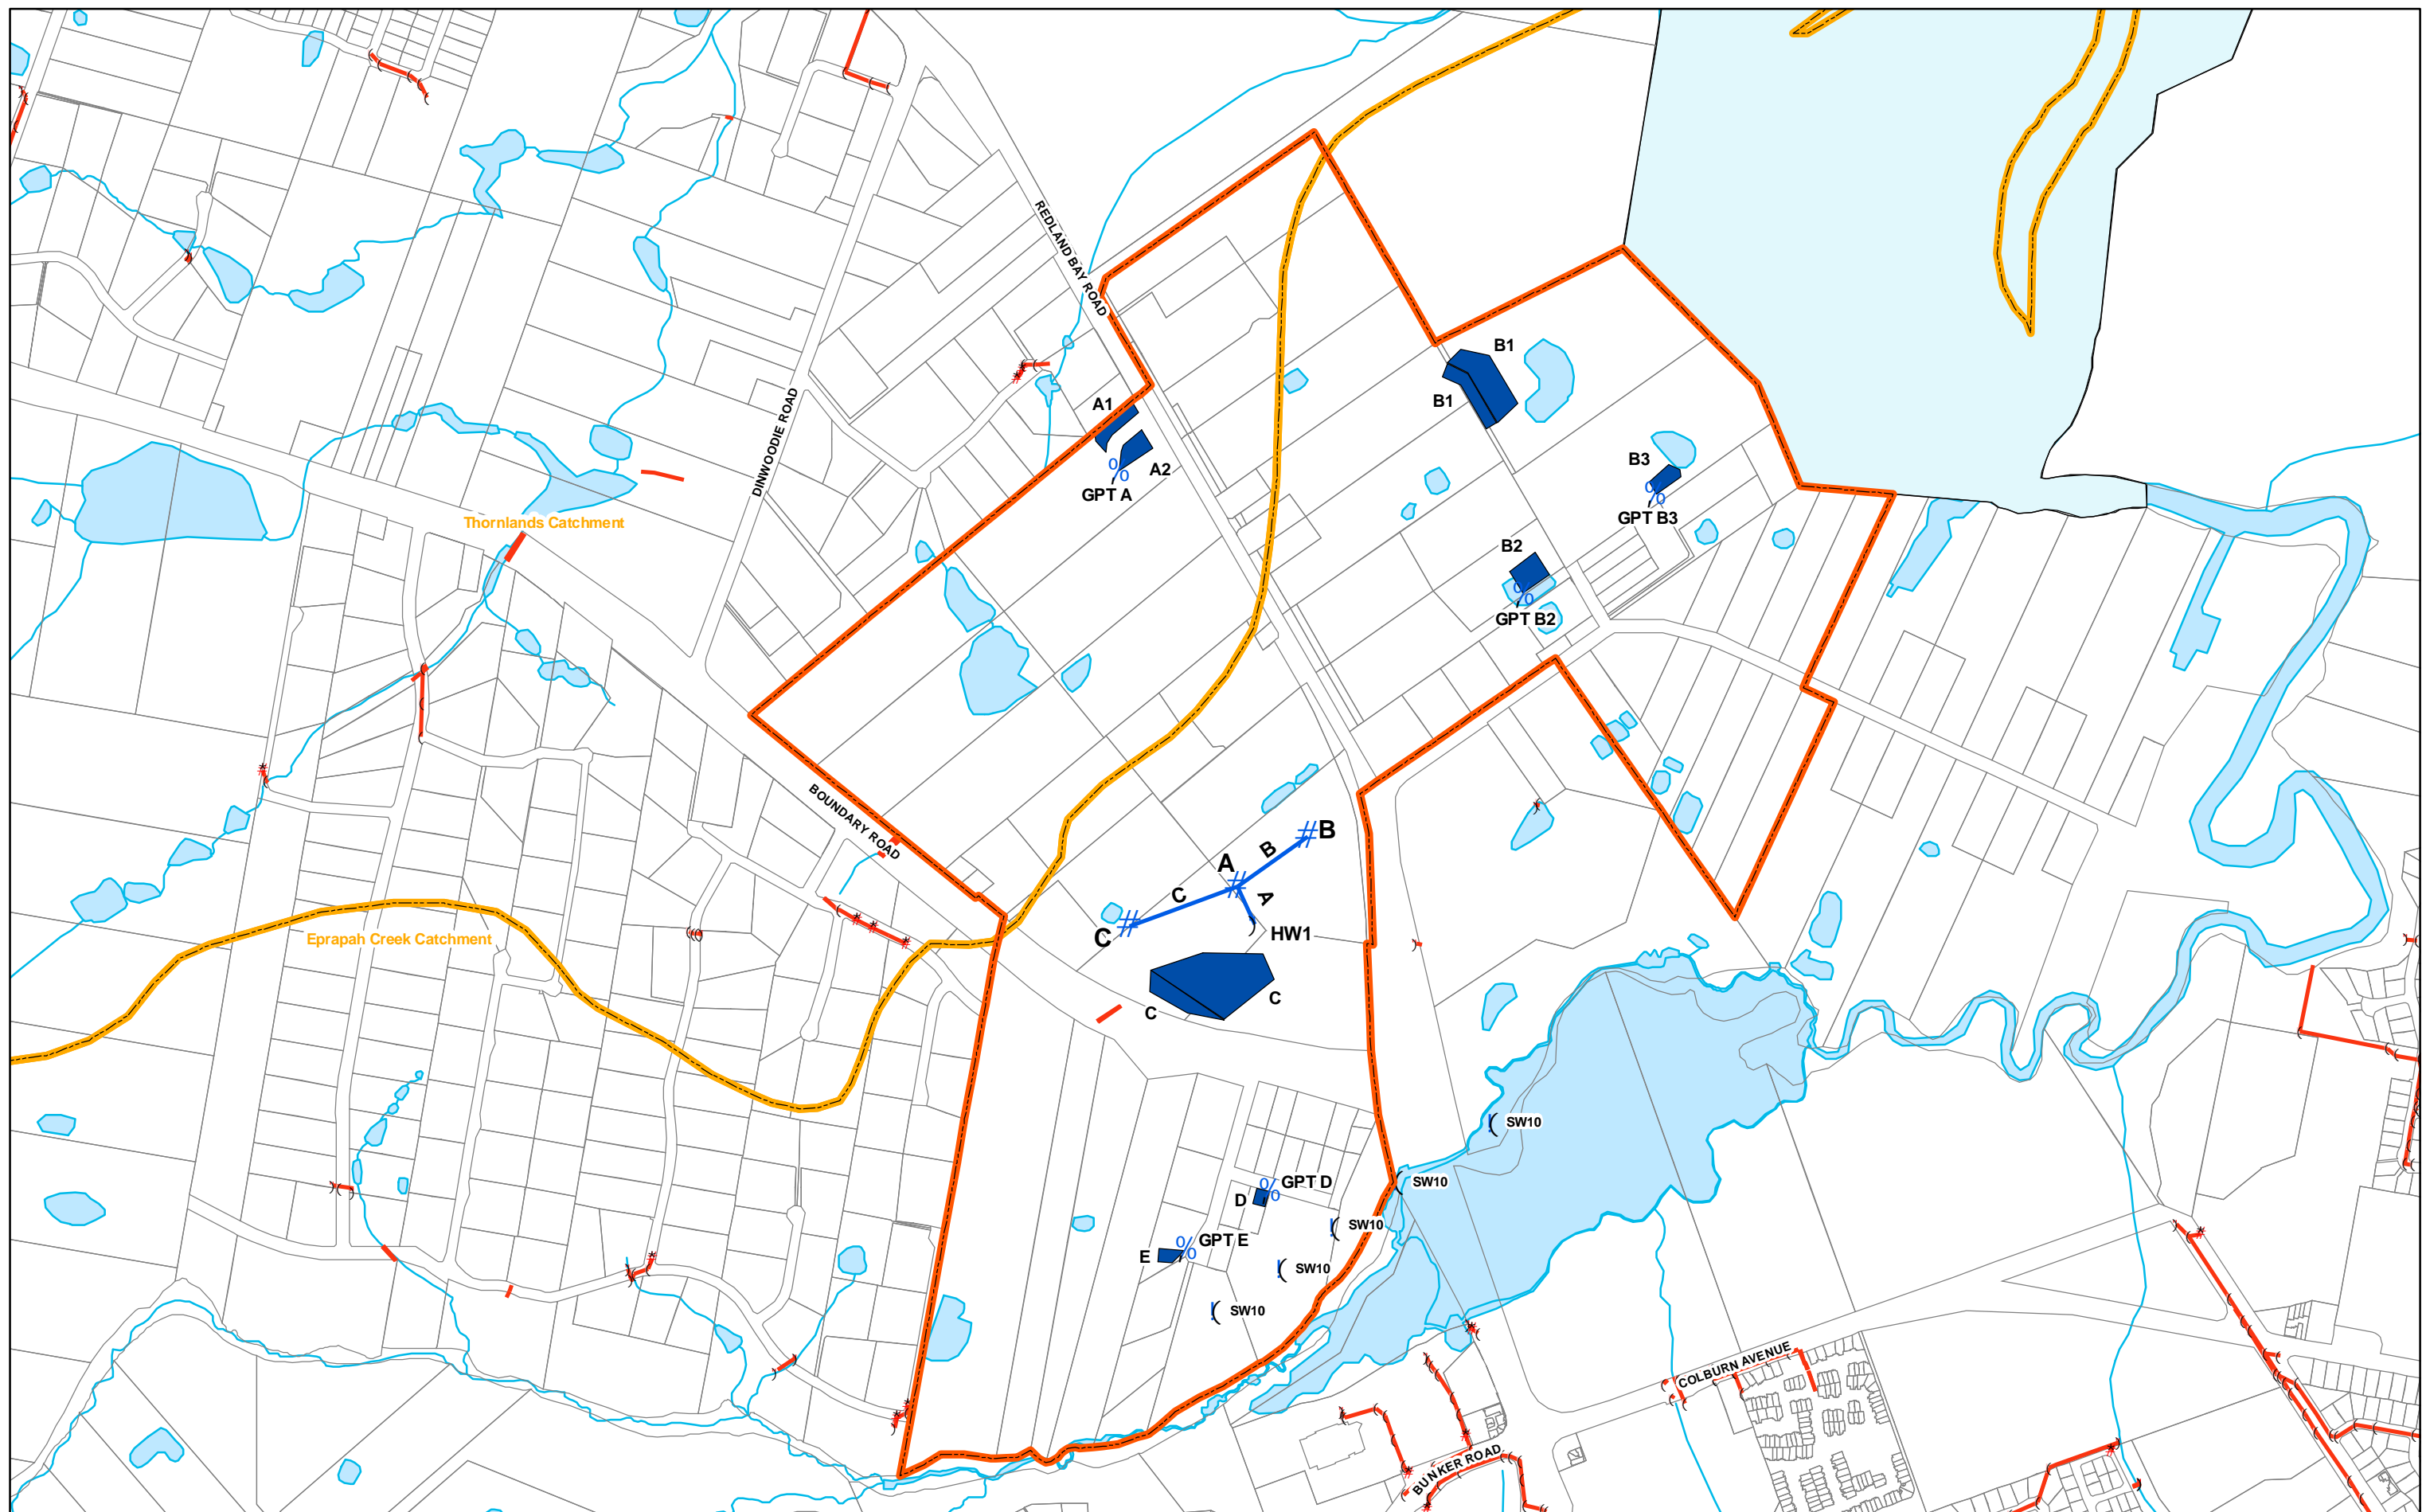 REDLAND BAY ROAD
B1
B1
A1
DINWOODIE ROAD
A2
GPT A
B3
GPT B3
Thornlands Catchment
B2
GPT B2
BOUNDARY ROAD
B
B
A
A
C
C
HW1
Eprapah Creek Catchment
C
C
SW10
GPT D
SW10
D
SW10
GPT E
E
SW10
SW10
COLBURN AVENUE
BUNKER ROAD